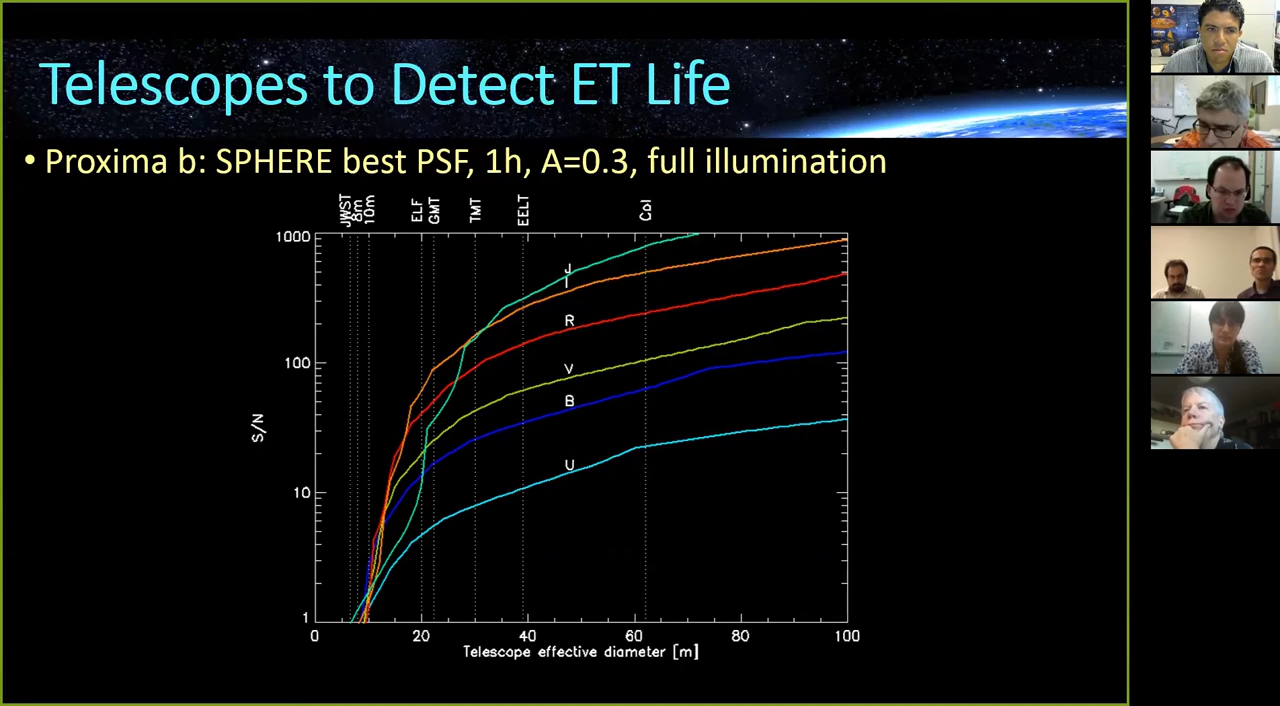 Telescopes to Detect ET Life
• Proxima b: SPHERE best PSF, 1h, A=0.3, full illumination
JWST
8m
10m
ELF
GMT
TMT
EELT
Col
1000
100
10
1
S/N
J
I
R
V
B
U
0 20 40 60 80 100
Telescope effective diameter [m]